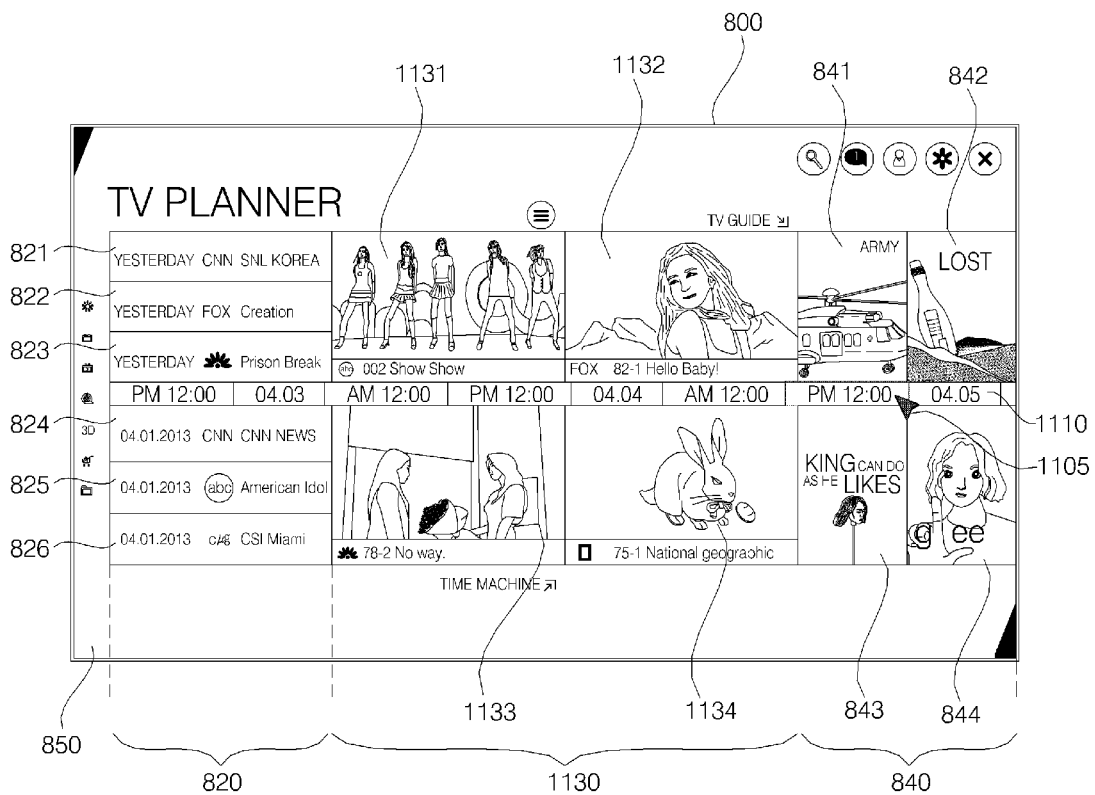 800
1131
1132
841
842
TV PLANNER
TV GUIDE
821
YESTERDAY CNN SNL KOREA
ARMY
LOST
822
YESTERDAY FOX Creation
823
YESTERDAY Prison Break
abc 002 Show Show
FOX 82-1 Hello Baby!
PM 12:00 04.03 AM 12:00 PM 12:00 04.04 AM 12:00 PM 12:00 04.05
1110
824
3D
04.01.2013 CNN CNN NEWS
1105
KING CAN DO
AS HE LIKES
825
04.01.2013 abc American Idol
g ee
826
04.01.2013 CSI Miami
78-2 No way.
75-1 National geographic
TIME MACHINE
850
1133
1134
843
844
820
1130
840